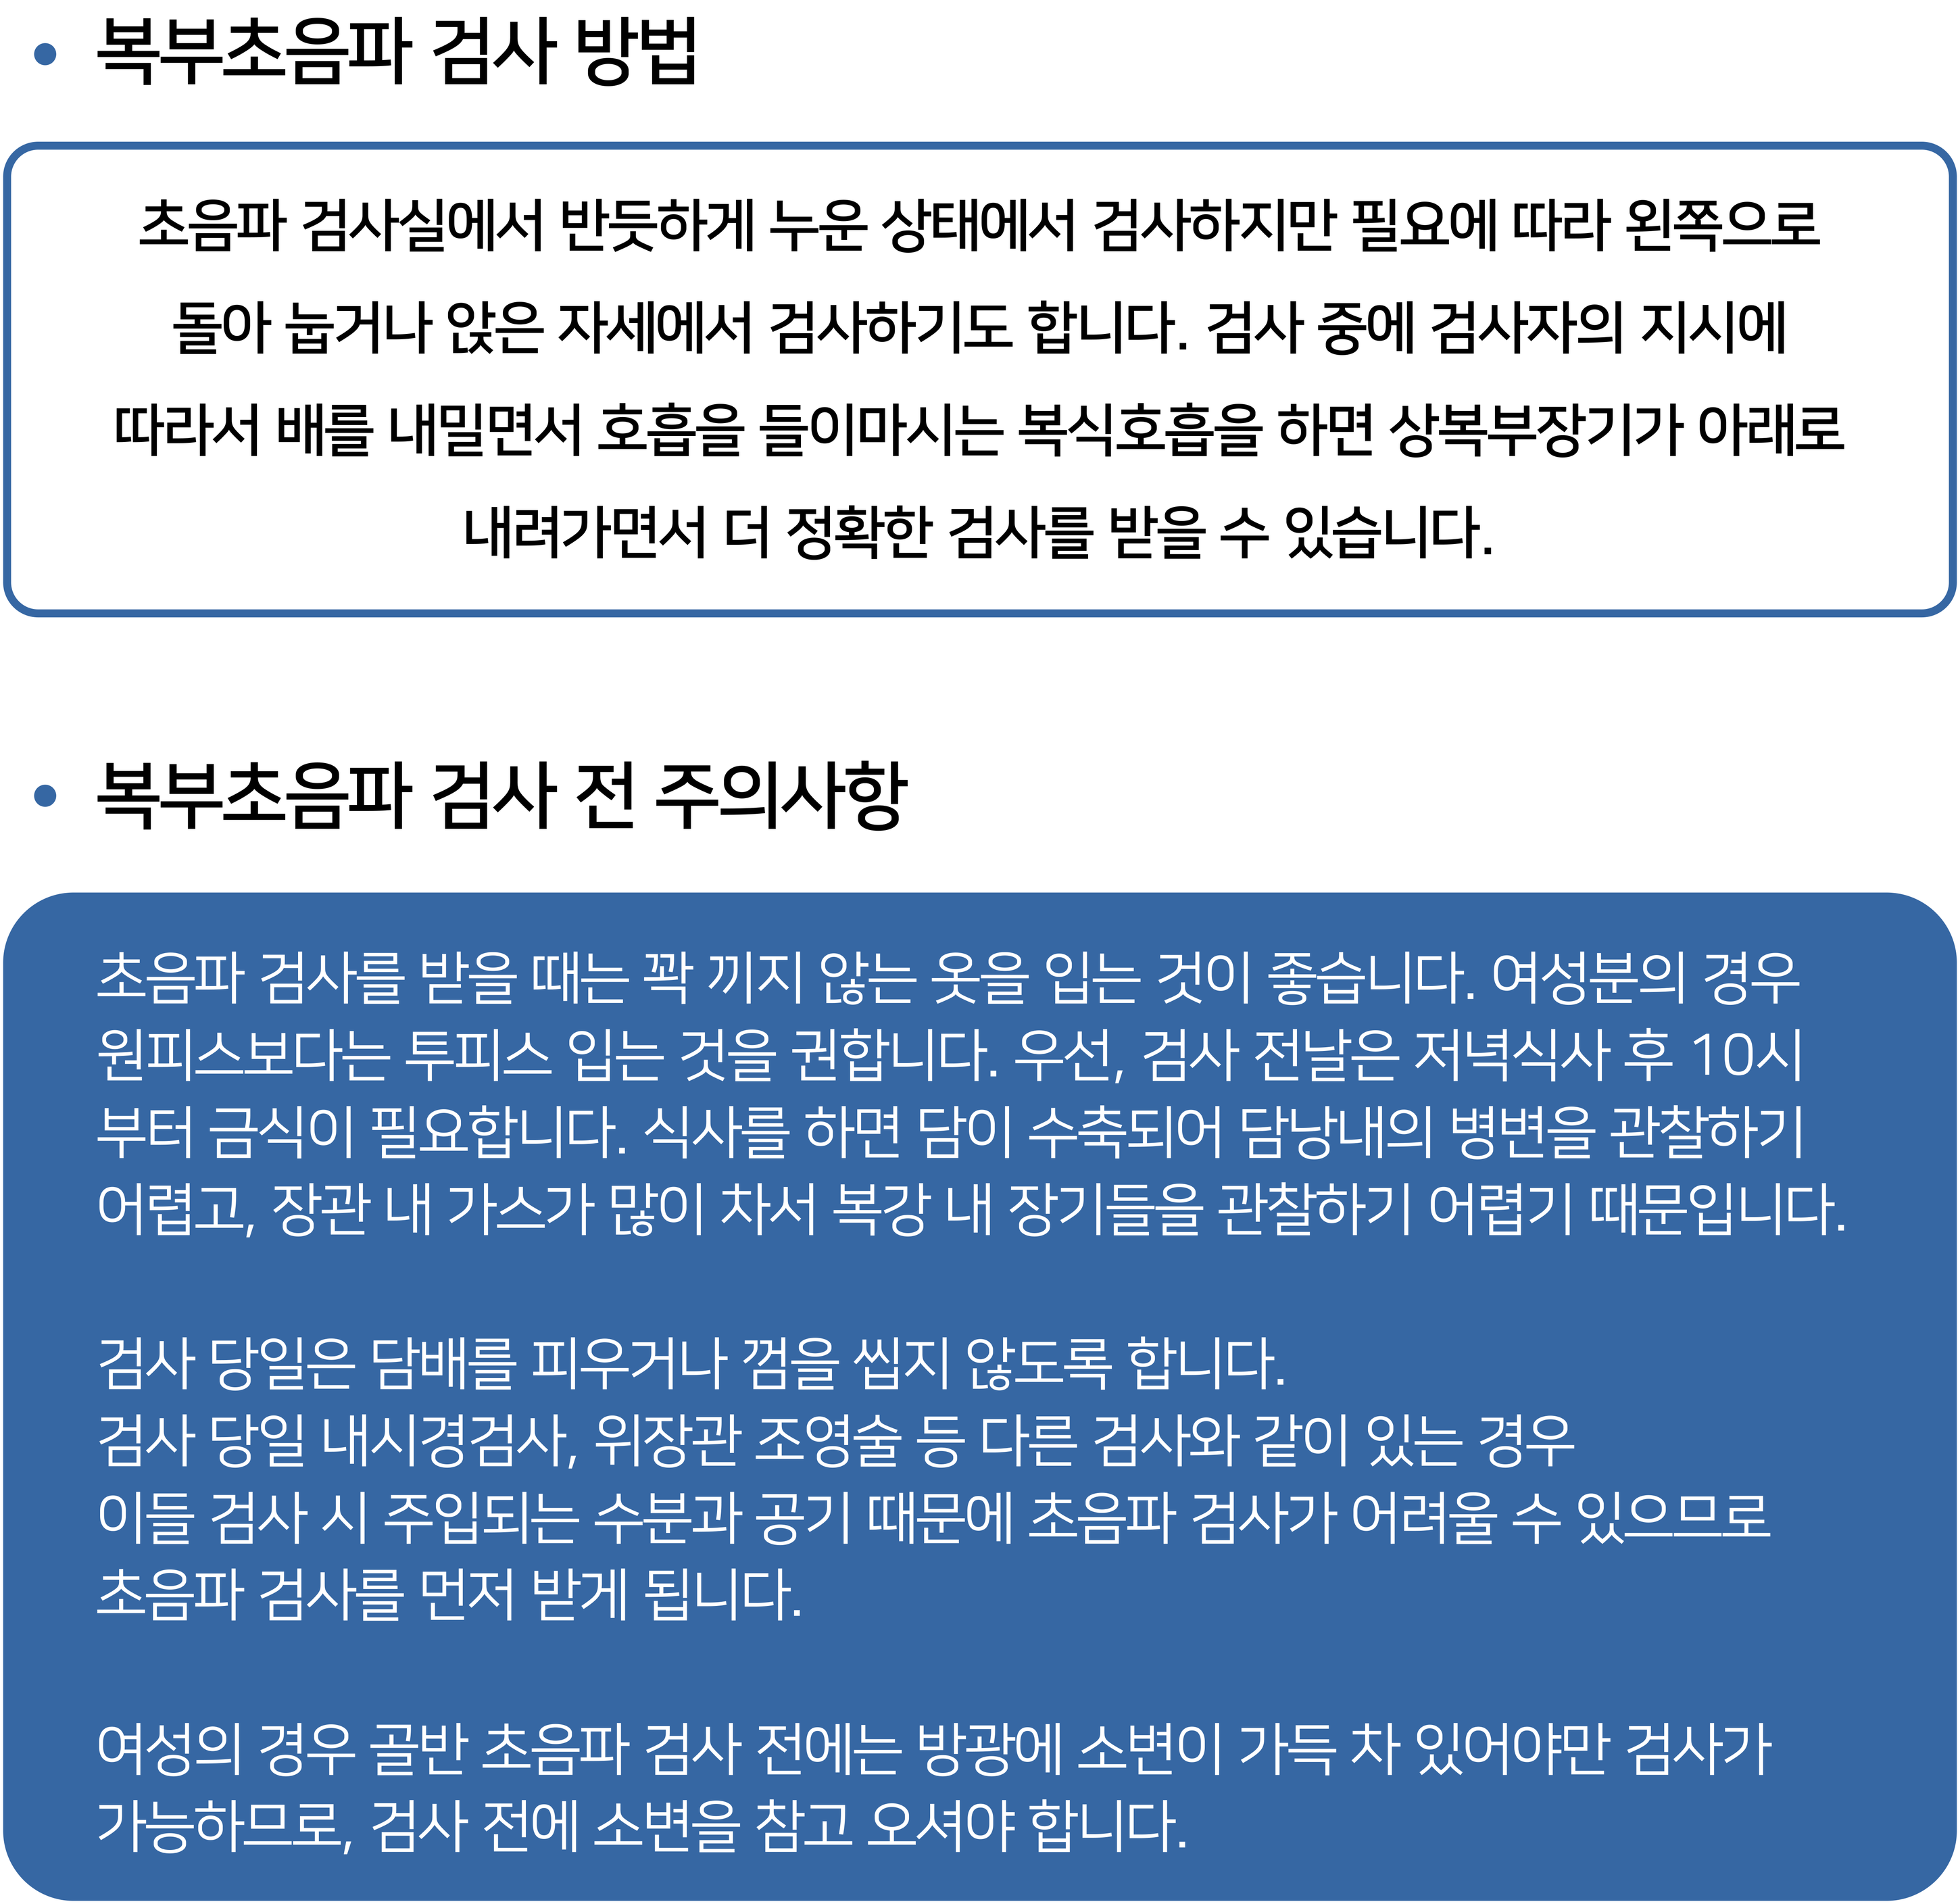 복부초음파 검사 방법
초음파 검사실에서 반듯하게 누운 상태에서 검사하지만 필요에 따라 왼쪽으로
돌아 눕거나 앉은 자세에서 검사하기도 합니다. 검사 중에 검사자의 지시에
따라서 배를 내밀면서 호흡을 들이마시는 복식호흡을 하면 상복부장기가 아래로
내려가면서 더 정확한 검사를 받을 수 있습니다.
복부초음파 검사 전 주의사항
초음파 검사를 받을 때는 꽉 끼지 않는 옷을 입는 것이 좋습니다. 여성분의 경우
원피스보다는 투피스 입는 것을 권합니다. 우선, 검사 전날은 저녁식사 후 10시
부터 금식이 필요합니다. 식사를 하면 담이 수축되어 담낭내의 병변을 관찰하기
어렵고, 장관 내 가스가 많이 차서 복강 내 장기들을 관찰하기 어렵기 때문입니다.
검사 당일은 담배를 피우거나 껌을 씹지 않도록 합니다.
검사 당일 내시경검사, 위장관 조영술 등 다른 검사와 같이 있는 경우
이들 검사 시 주입되는 수분과 공기 때문에 초음파 검사가 어려울 수 있으므로
초음파 검사를 먼저 받게 됩니다.
여성의 경우 골반 초음파 검사 전에는 방광에 소변이 가득 차 있어야만 검사가
가능하므로, 검사 전에 소변을 참고 오셔야 합니다.